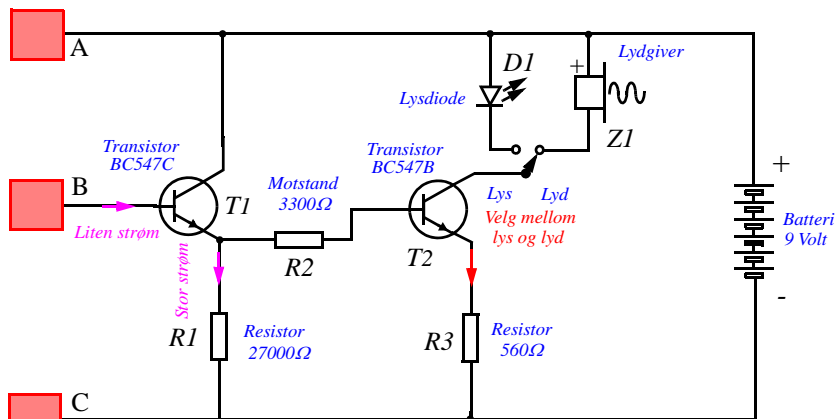 A
D1
Lydgiver
+
Lysdiode
Z1
Transistor
BC547C
Transistor
BC547B
B
T1
Motstand
3300Ω
Lys
Lyd
+
Liten strøm
Velg mellom
lys og lyd
Batteri
9 Volt
R2
T2
Stor strøm
-
R1
Resistor
27000Ω
R3
Resistor
560Ω
C